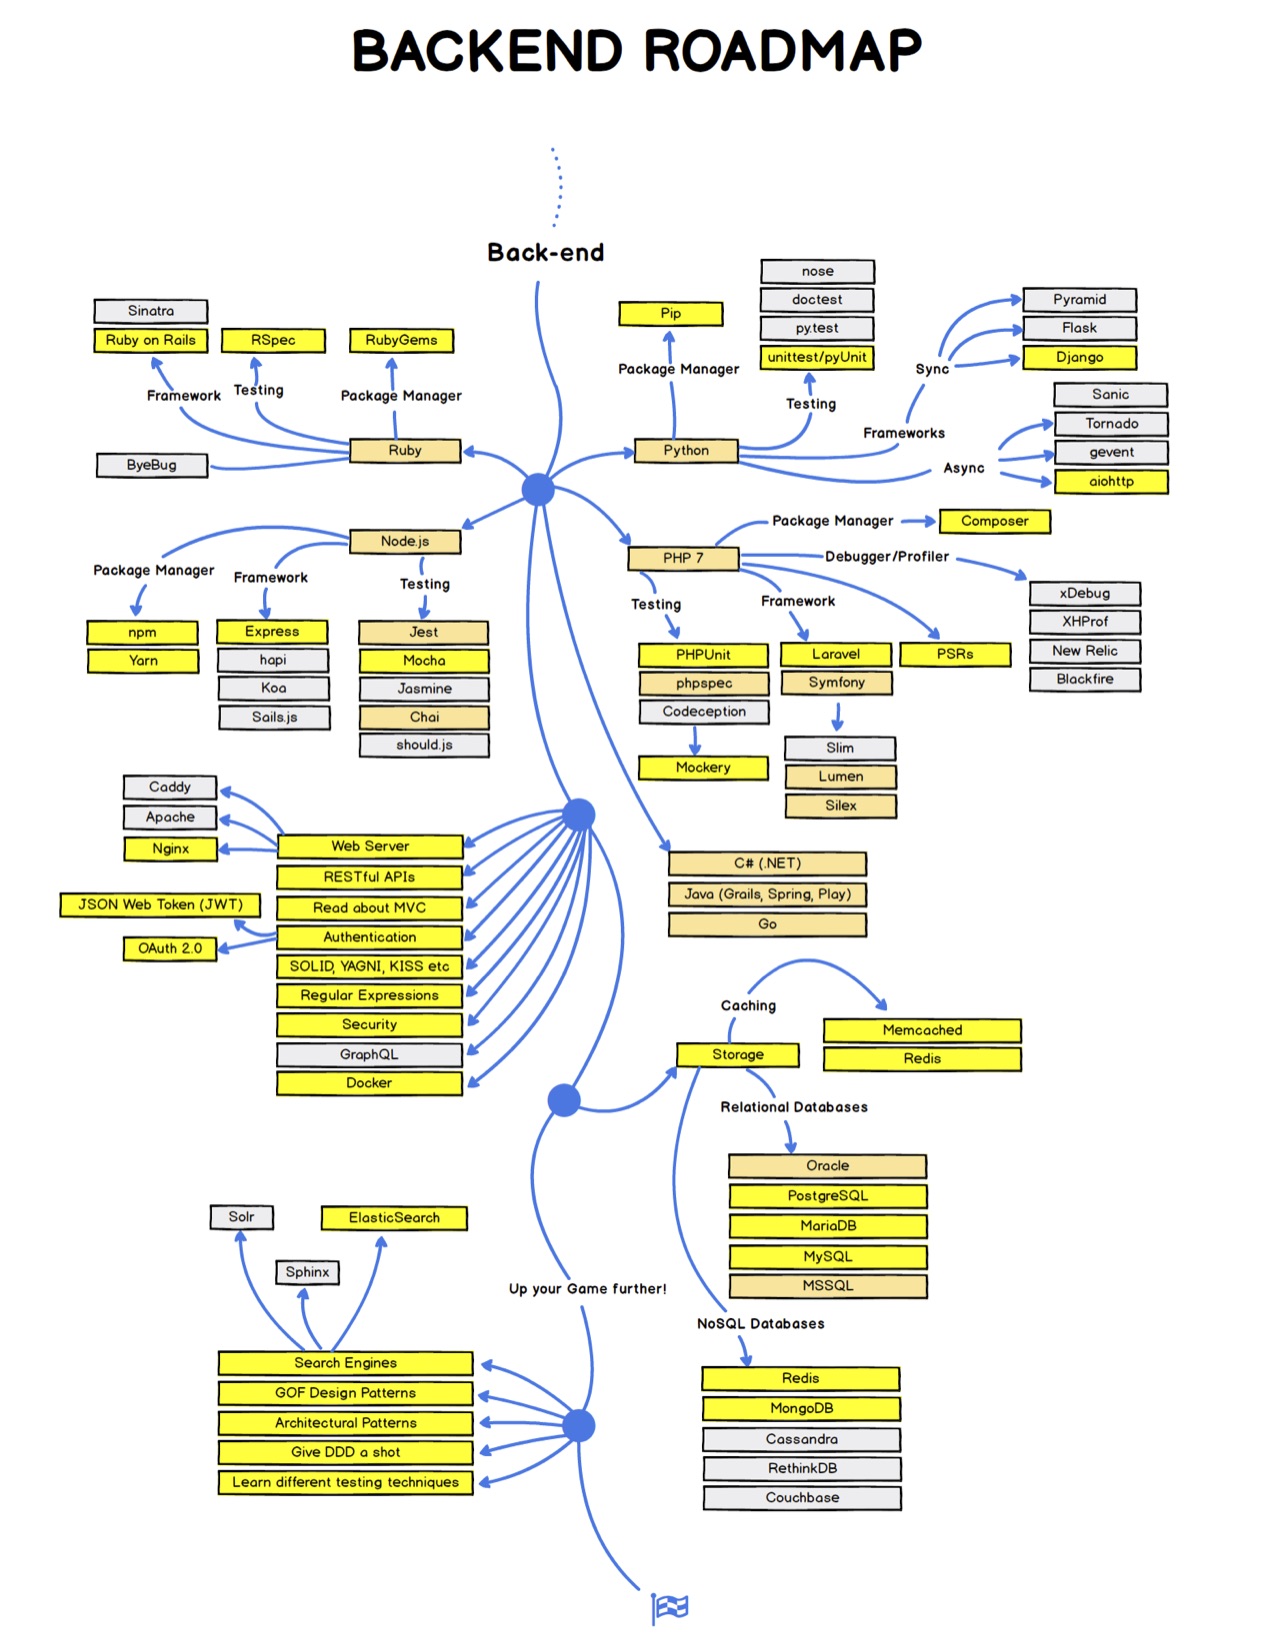 BACKEND ROADMAP
Back-end
Sinatra
Ruby on Rails
RSpec
RubyGems
Framework
Testing
Package Manager
Ruby
ByeBug
Pip
Package Manager
nose
doctest
py.test
unittest/pyUnit
Testing
Python
Frameworks
Sync
Pyramid
Flask
Django
Async
Sanic
Tornado
gevent
aiohttp
Node.js
Package Manager
Framework
Testing
npm
Yarn
Express
hapi
Koa
Sails.js
Jest
Mocha
Jasmine
Chai
should.js
PHP 7
Package Manager
Composer
Debugger/Profiler
xDebug
XHProf
New Relic
Blackfire
Testing
Framework
PHPUnit
phpspec
Codeception
Mockery
Laravel
Symfony
Slim
Lumen
Silex
PSRs
Caddy
Apache
Nginx
Web Server
RESTful APIs
Read about MVC
JSON Web Token (JWT)
OAuth 2.0
Authentication
SOLID, YAGNI, KISS etc
Regular Expressions
Security
GraphQL
Docker
C# (.NET)
Java (Grails, Spring, Play)
Go
Caching
Memcached
Redis
Storage
Relational Databases
Oracle
PostgreSQL
MariaDB
MySQL
MSSQL
NoSQL Databases
Redis
MongoDB
Cassandra
RethinkDB
Couchbase
Up your Game further!
Solr
ElasticSearch
Sphinx
Search Engines
GOF Design Patterns
Architectural Patterns
Give DDD a shot
Learn different testing techniques